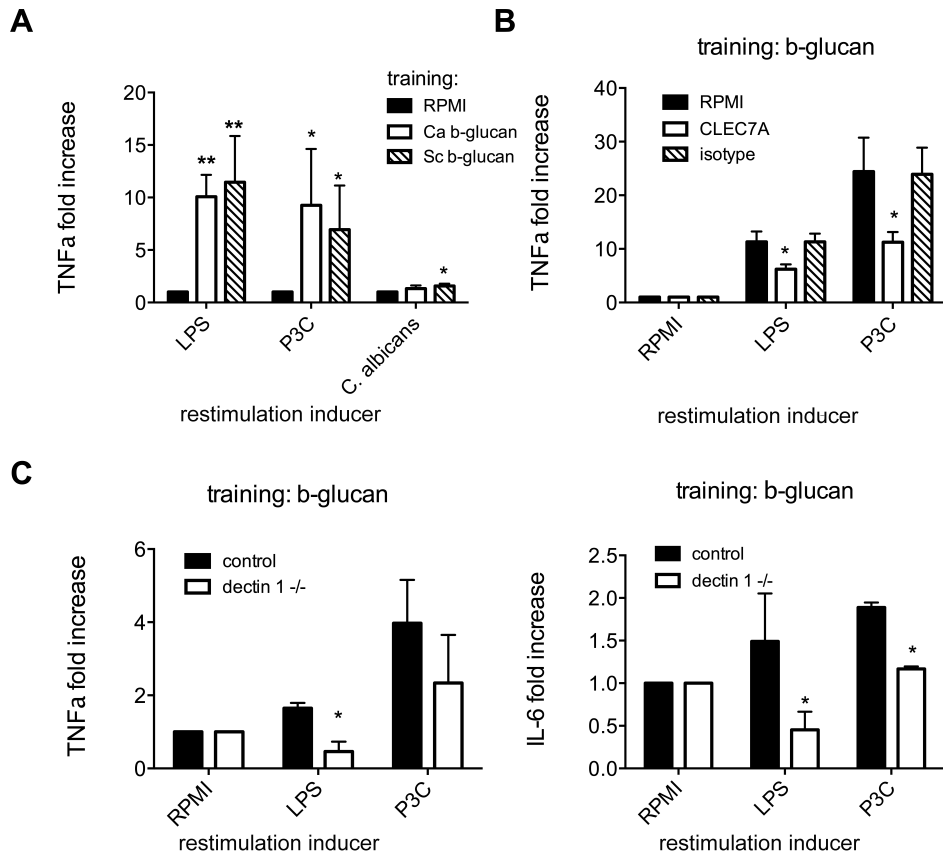 A
training:
RPMI
Ca b-glucan
Sc b-glucan
TNFa fold increase
20
15
10
5
0
** ** * * *
LPS P3C C. albicans
restimulation inducer
B
training: b-glucan
RPMI
CLEC7A
isotype
TNFa fold increase
40
30
20
10
0
* *
RPMI LPS P3C
restimulation inducer
C
training: b-glucan
control
dectin 1 -/-
TNFa fold increase
6
4
2
0
*
RPMI LPS P3C
restimulation inducer
training: b-glucan
control
dectin 1 -/-
IL-6 fold increase
2.5
2.0
1.5
1.0
0.5
0.0
* *
RPMI LPS P3C
restimulation inducer